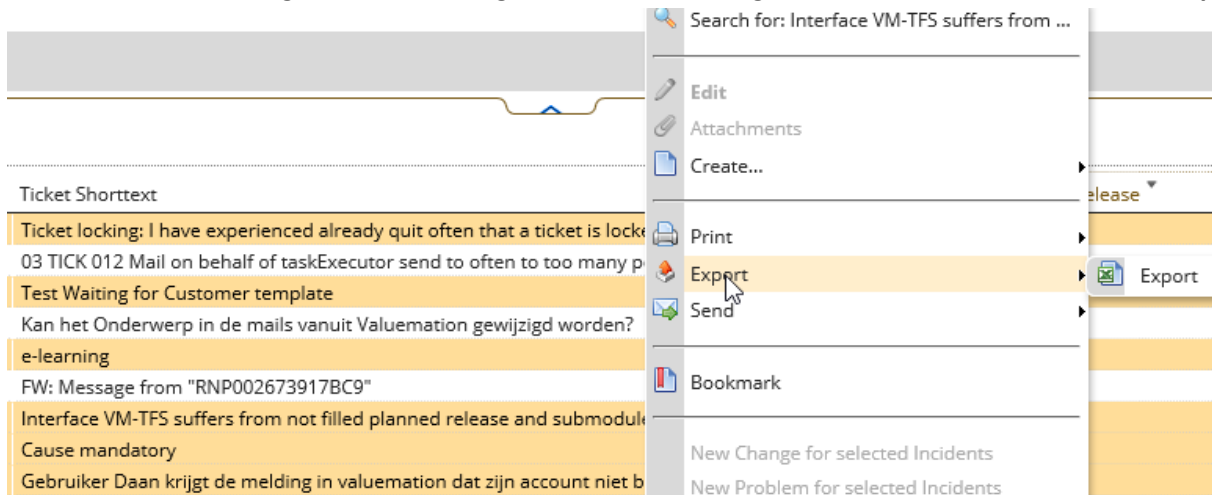 Search for: Interface VM-TFS suffers from ...
Edit
Attachments
Create...
Ticket Shorttext
elease
Ticket locking: I have experienced already quit often that a ticket is locke
Print
03 TICK 012 Mail on behalf of taskExecutor send to often to too many p
Export
Export
Test Waiting for Customer template
Send
Kan het Onderwerp in de mails vanuit Valuemation gewijzigd worden?
e-learning
FW: Message from "RNP002673917BC9"
Bookmark
Interface VM-TFS suffers from not filled planned release and submodule
Cause mandatory
New Change for selected Incidents
Gebruiker Daan krijgt de melding in valuemation dat zijn account niet b
New Problem for selected Incidents